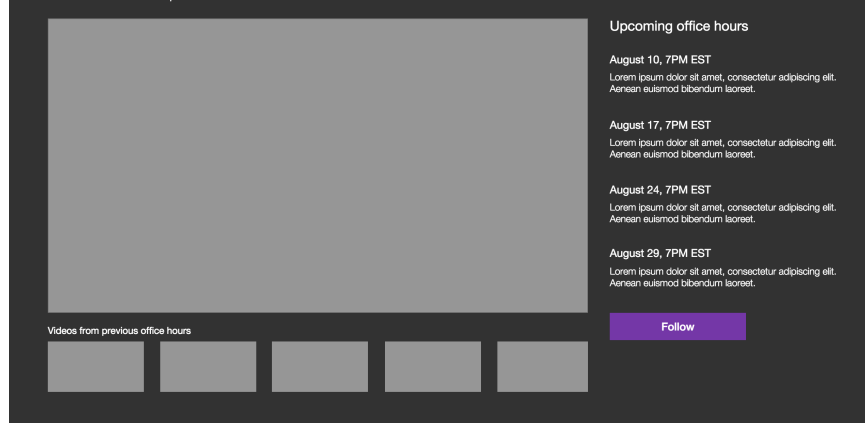 Upcoming office hours
August 10, 7PM EST
Lorem ipsum dolor sit amet, consectetur adipiscing elit.
Aenean euismod bibendum laoreet.
August 17, 7PM EST
Lorem ipsum dolor sit amet, consectetur adipiscing elit.
Aenean euismod bibendum laoreet.
August 24, 7PM EST
Lorem ipsum dolor sit amet, consectetur adipiscing elit.
Aenean euismod bibendum laoreet.
August 29, 7PM EST
Lorem ipsum dolor sit amet, consectetur adipiscing elit.
Aenean euismod bibendum laoreet.
Follow
Videos from previous office hours